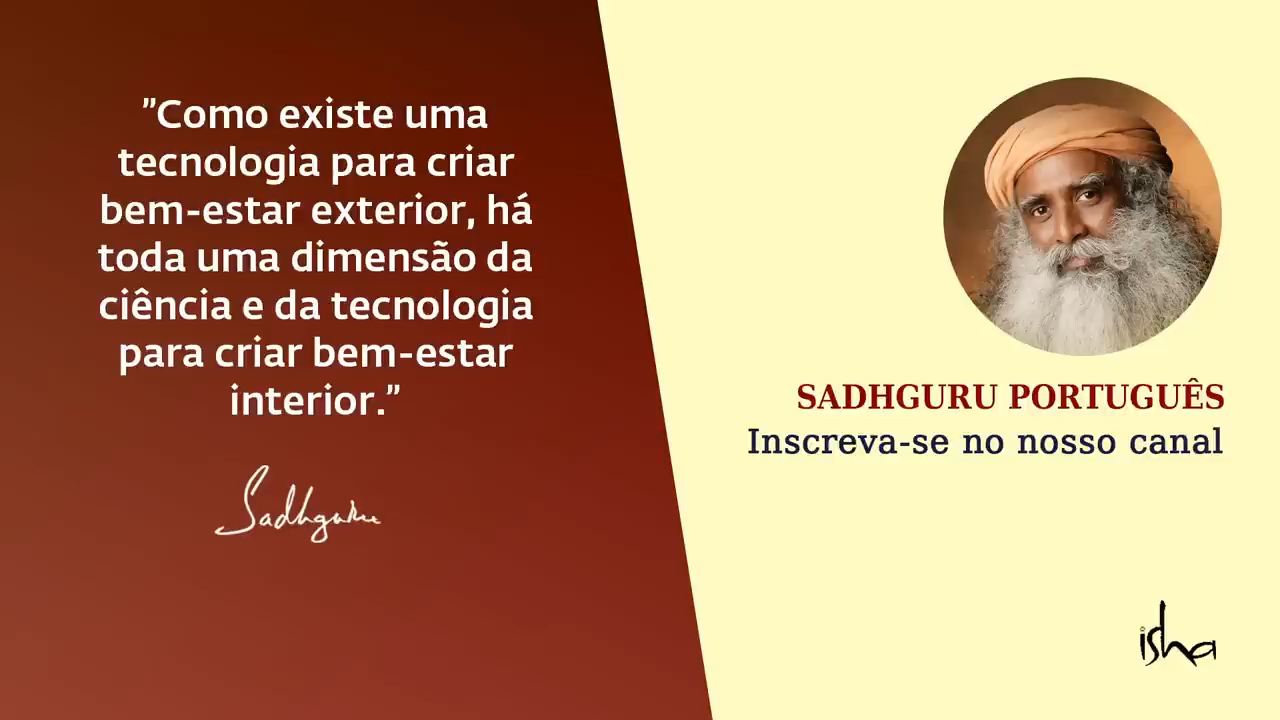 "Como existe uma
tecnologia para criar
bem-estar exterior, há
toda uma dimensão da
ciência e da tecnologia
para criar bem-estar
interior."
Sadhguru
SADHGURU PORTUGUÊS
Inscreva-se no nosso canal
isha